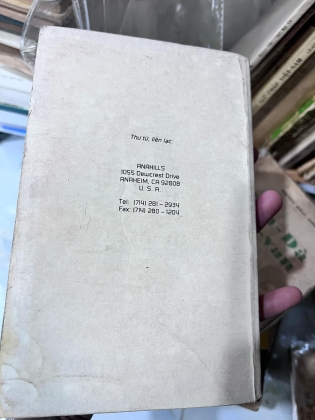 Thư từ, liên lạc:
ANAHILLS
1055 Dewcrest Drive
ANAHEIM, CA 92808
U. S. A.
Tel: (714) 281 – 2934
Fax: (714) 280 – 1204